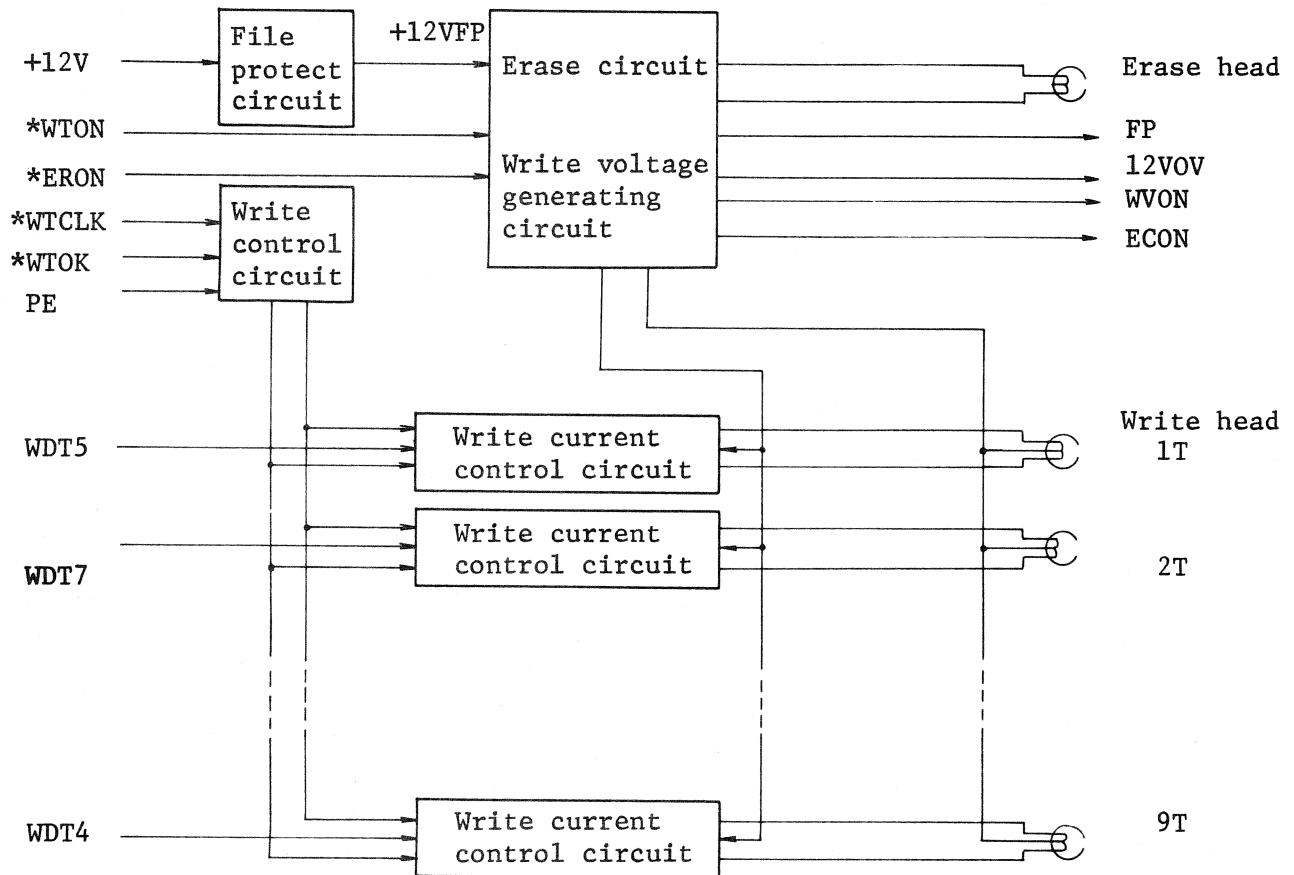 +12V
File
protect
circuit
+12VFP
Erase circuit
Erase head
*WTON
FP
*ERON
Write voltage
generating
circuit
12VOV
WVON
ECON
*WTCLK
*WTOK
PE
Write
control
circuit
WDT5
Write current
control circuit
Write head
1T
WDT7
Write current
control circuit
2T
WDT4
Write current
control circuit
9T